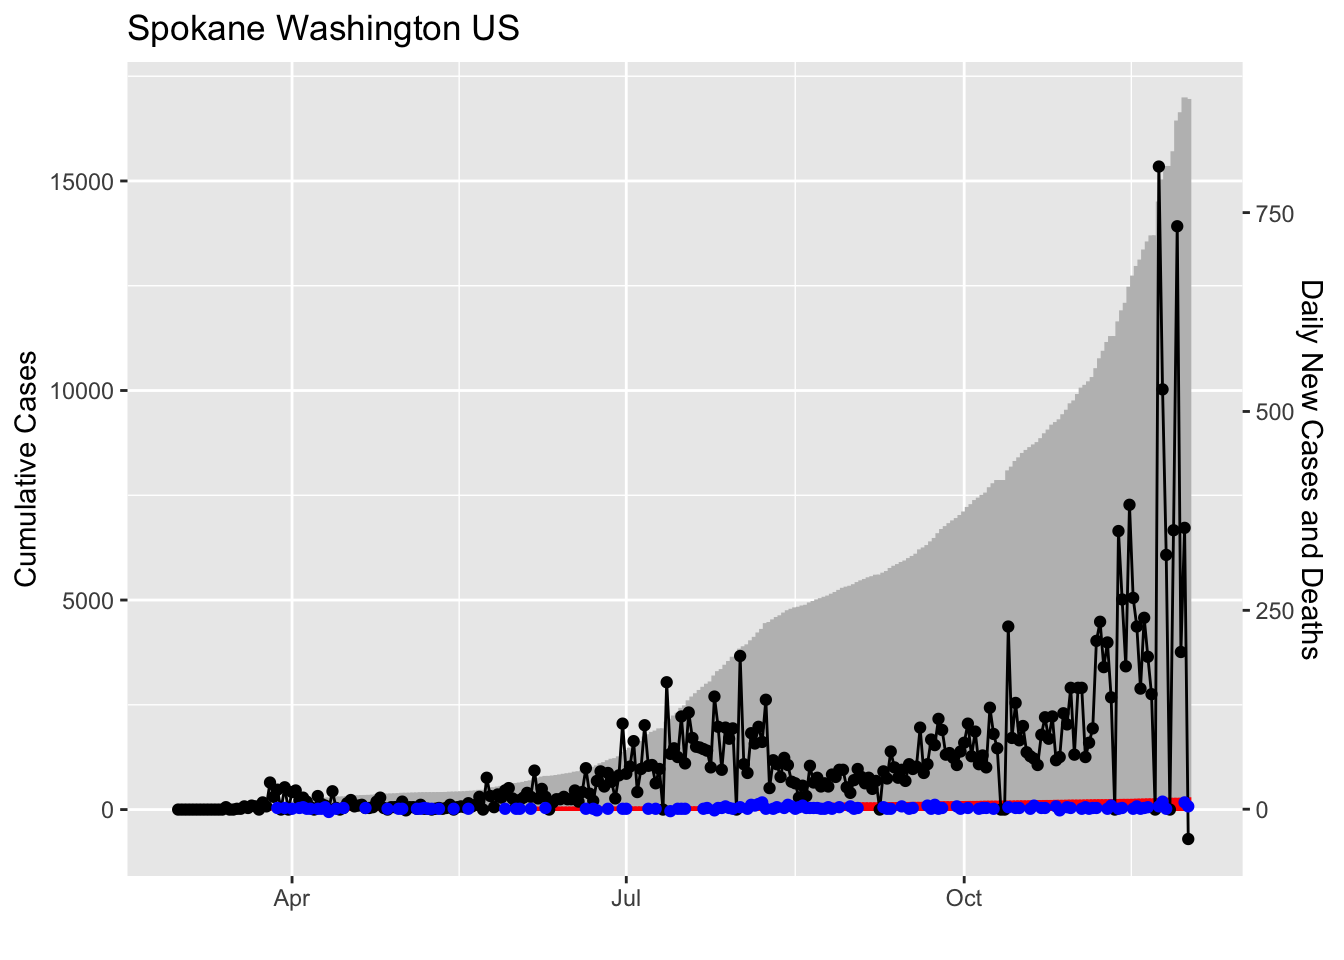 Spokane Washington US
Cumulative Cases
15000
10000
5000
0
750
500
250
0
Daily New Cases and Deaths
Apr
Jul
Oct